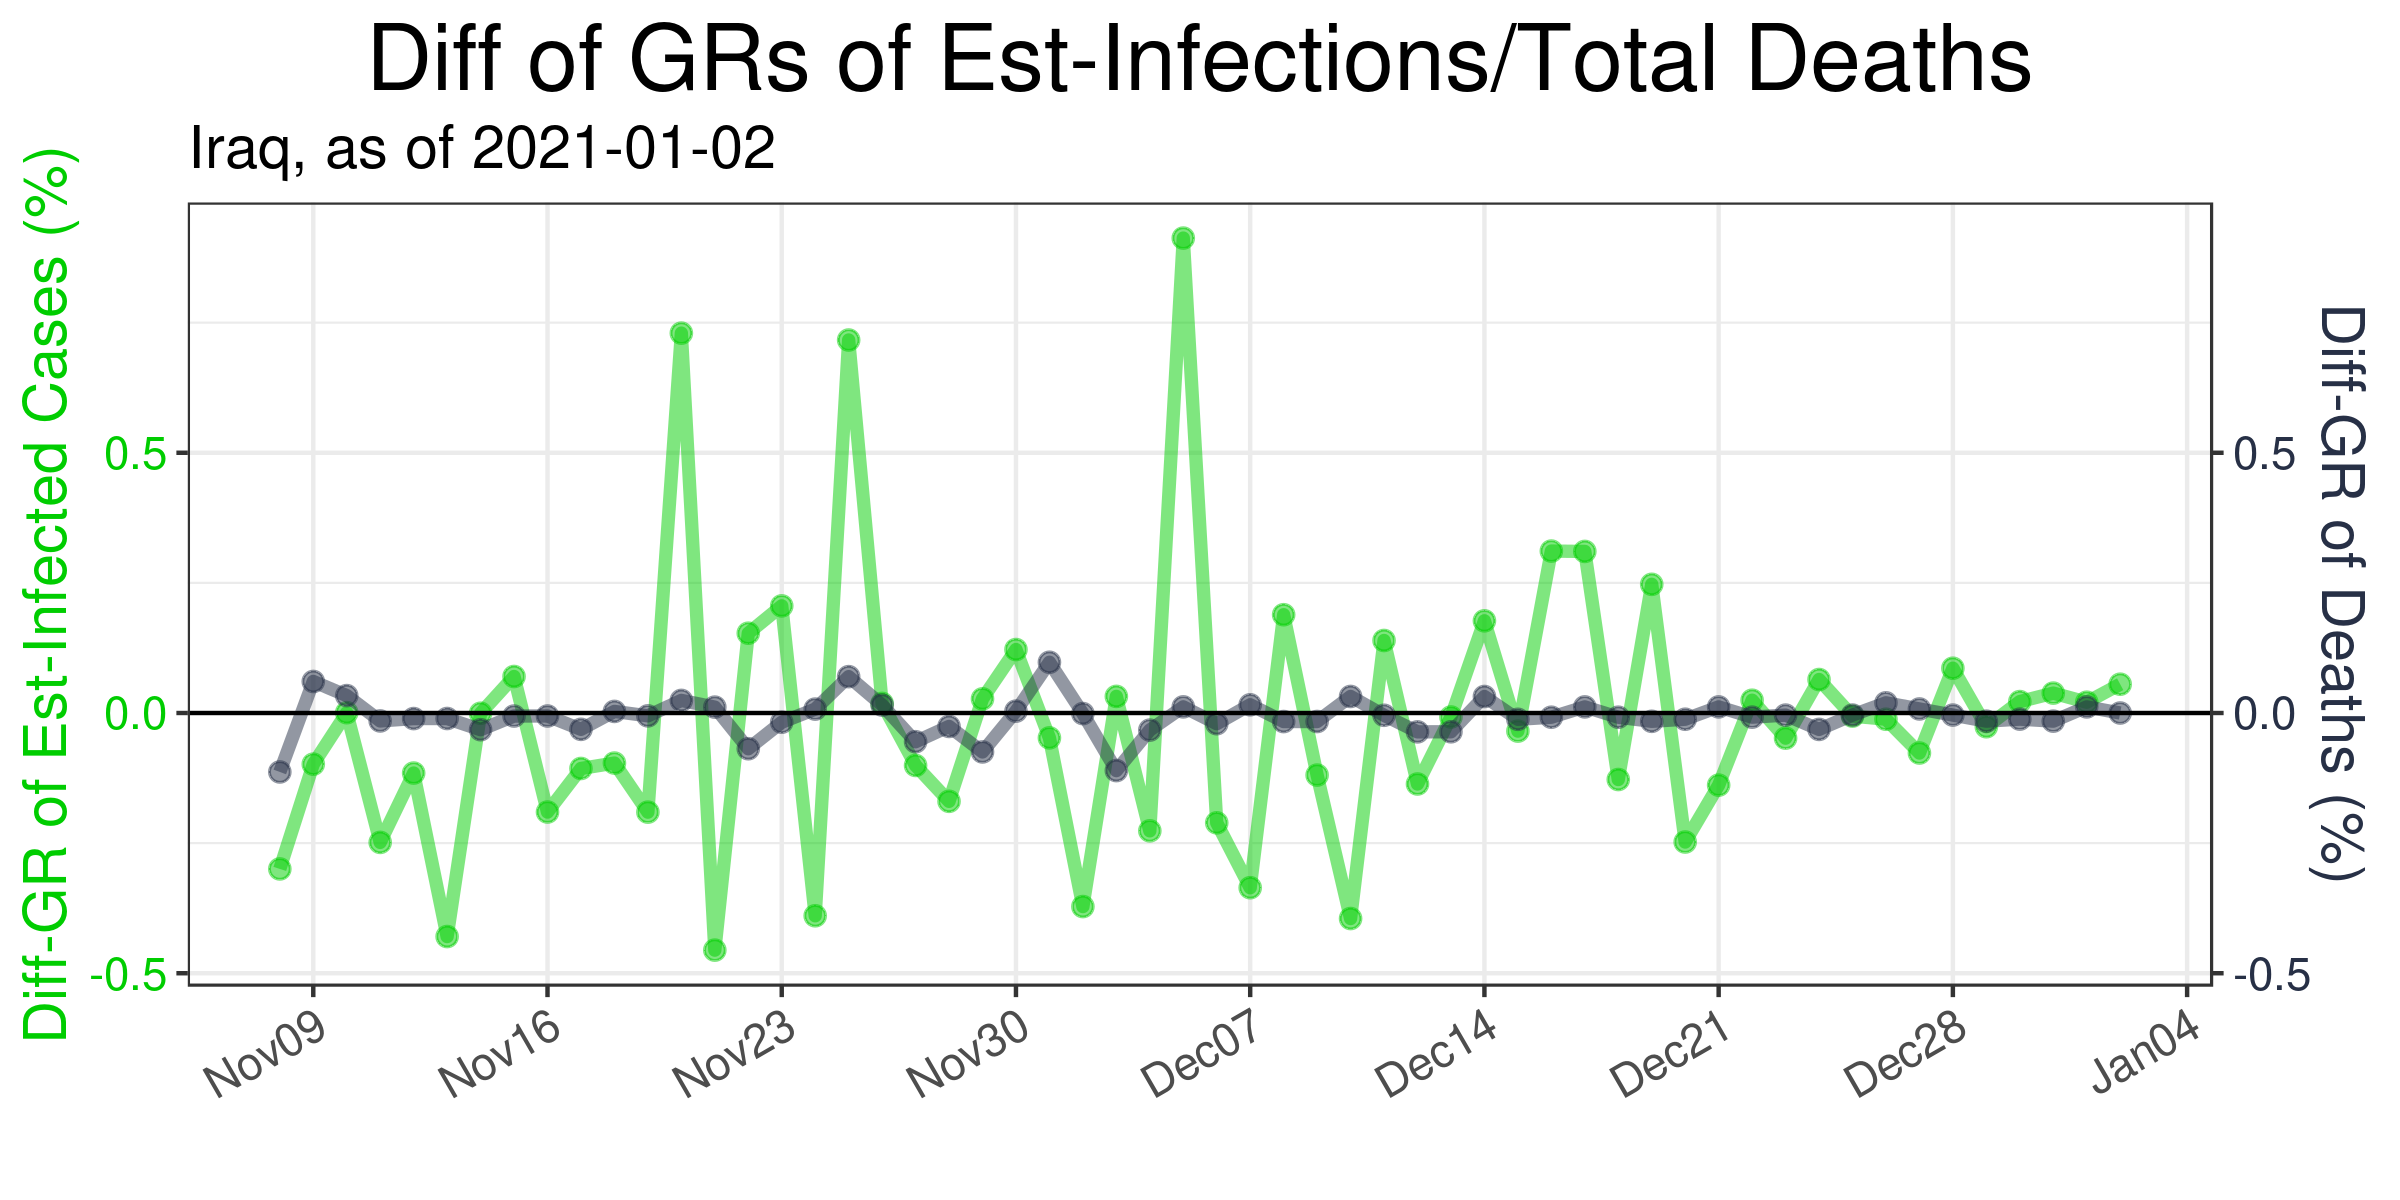 Diff of GRs of Est-Infections/Total Deaths
Iraq, as of 2021-01-02
Diff-GR of Est-Infected Cases (%)
0.5
0.0
-0.5
0.5
0.0
-0.5
Diff-GR of Deaths (%)
Nov09
Nov16
Nov23
Nov30
Dec07
Dec14
Dec21
Dec28
Jan04